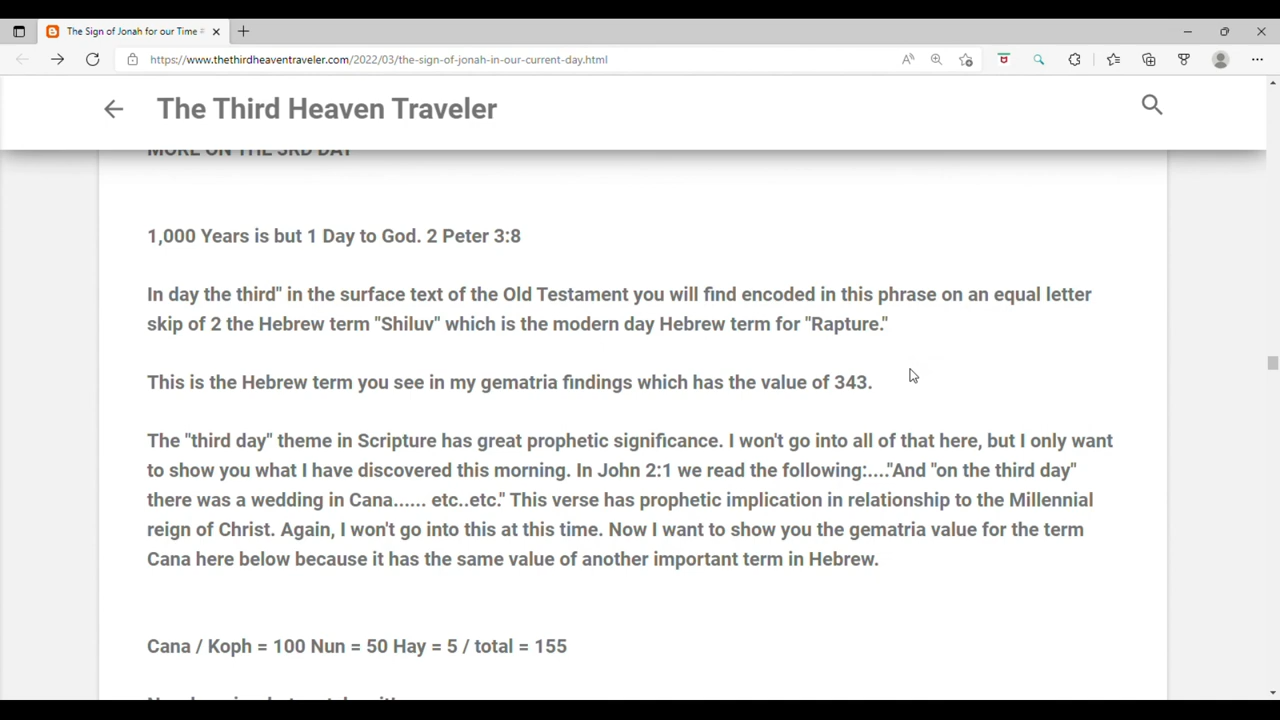 The Sign of Jonah for our Time
https://www.thethirdheaventraveler.com/2022/03/the-sign-of-jonah-in-our-current-day.html
The Third Heaven Traveler
MORE ON THE 3RD DAY
1,000 Years is but 1 Day to God. 2 Peter 3:8
In day the third" in the surface text of the Old Testament you will find encoded in this phrase on an equal letter
skip of 2 the Hebrew term "Shiluv" which is the modern day Hebrew term for "Rapture."
This is the Hebrew term you see in my gematria findings which has the value of 343.
The "third day" theme in Scripture has great prophetic significance. I won't go into all of that here, but I only want
to show you what I have discovered this morning. In John 2:1 we read the following:...."And "on the third day"
there was a wedding in Cana...... etc..etc." This verse has prophetic implication in relationship to the Millennial
reign of Christ. Again, I won't go into this at this time. Now I want to show you the gematria value for the term
Cana here below because it has the same value of another important term in Hebrew.
Cana / Koph = 100 Nun = 50 Hay = 5 / total = 155